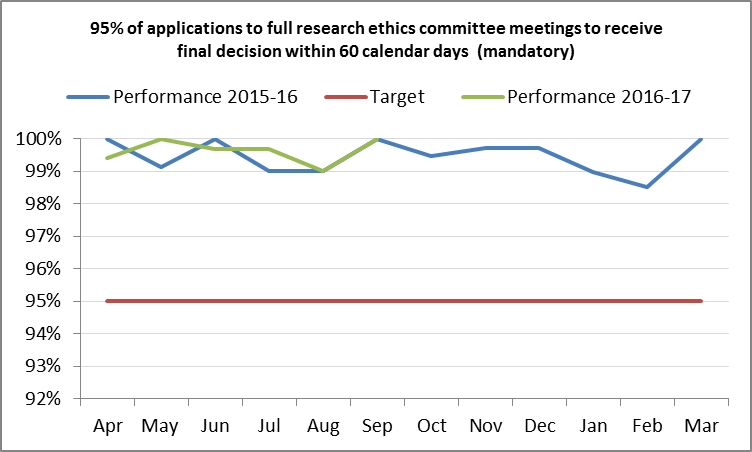 95% of applications to full research ethics committee meetings to receive
final decision within 60 calendar days (mandatory)
Performance 2015-16 Target Performance 2016-17
100%
99%
98%
97%
96%
95%
94%
93%
92%
Apr May Jun Jul Aug Sep Oct Nov Dec Jan Feb Mar